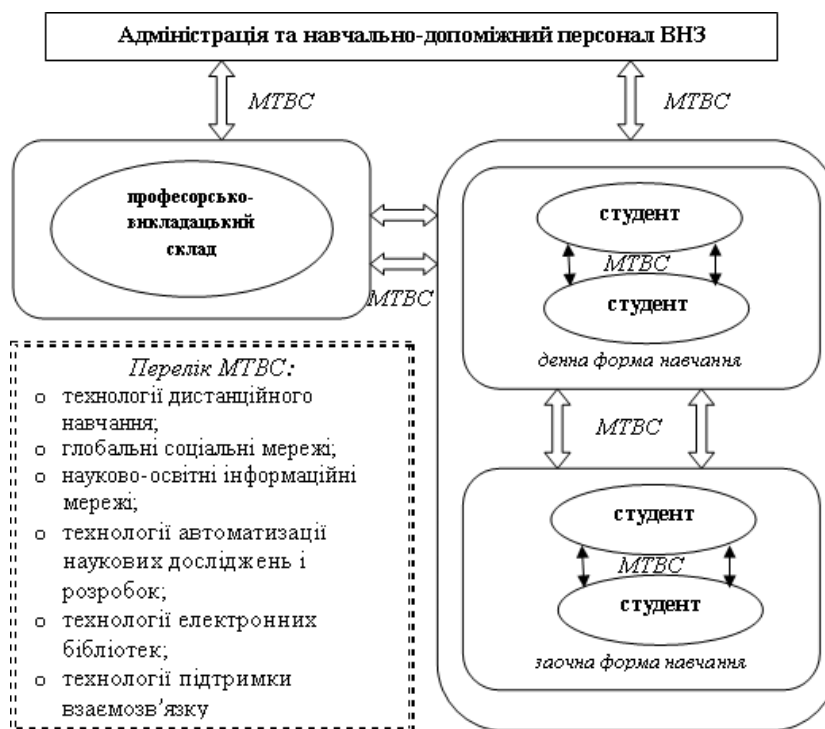 Адміністрація та навчально-допоміжний персонал ВНЗ
МТВС
МТВС
професорсько-
викладацький
склад
МТВС
студент
МТВС
студент
денна форма навчання
МТВС
студент
МТВС
студент
заочна форма навчання
Перелік МТВС:
o технології дистанційного
навчання;
o глобальні соціальні мережі;
o науково-освітні інформаційні
мережі;
o технології автоматизації
наукових досліджень і
розробок;
o технології електронних
бібліотек;
o технології підтримки
взаємозв’язку